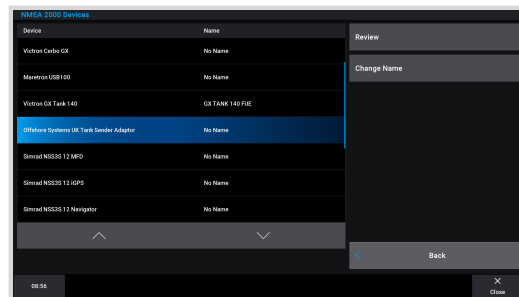 NMEA 2000 Devices
Device Name
Victron Cerbo GX No Name
Maretron USB100 No Name
Victron GX Tank 140 GX TANK 140 FUE
Offshore Systems UK Tank Sender Adaptor No Name
Simrad NSS3S 12 MFD No Name
Simrad NSS3S 12 iGPS No Name
Simrad NSS3S 12 Navigator No Name
Review
Change Name
Back
08:56
Close